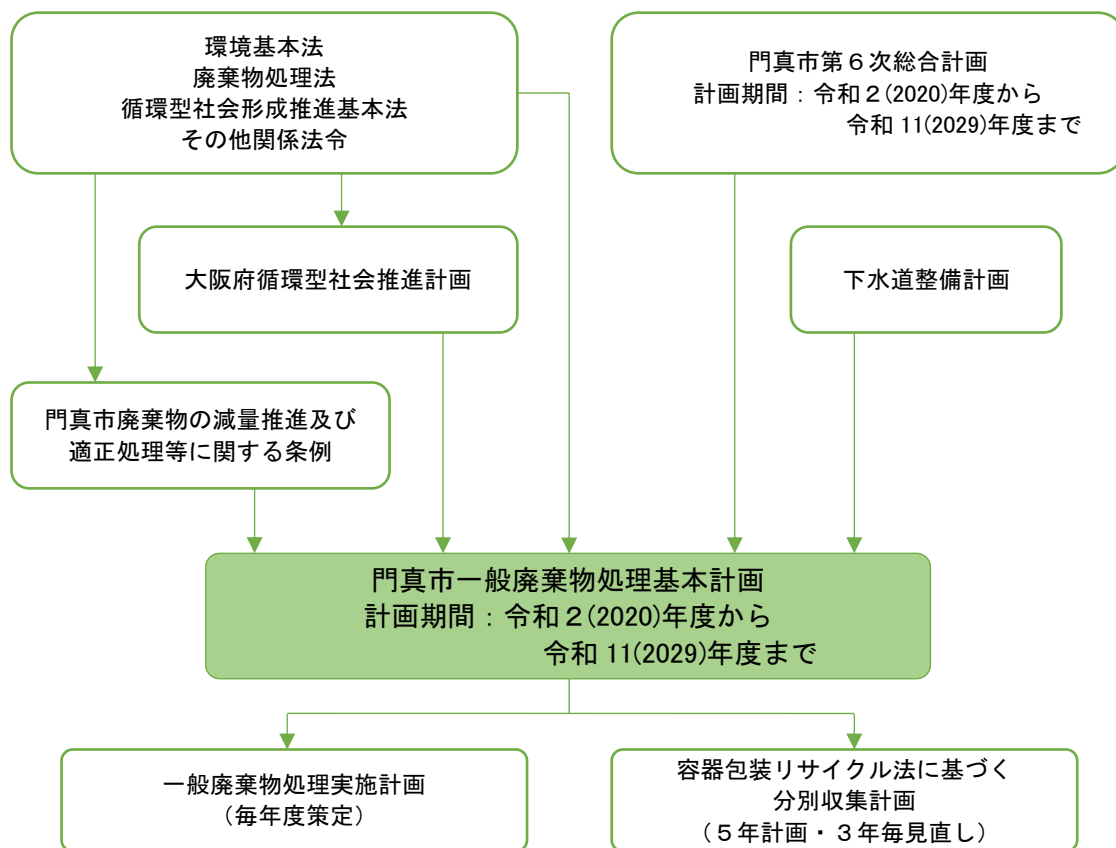 環境基本法
廃棄物処理法
循環型社会形成推進基本法
その他関係法令
門真市第６次総合計画
計画期間：令和２(2020)年度から
令和 11(2029)年度まで
大阪府循環型社会推進計画
下水道整備計画
門真市廃棄物の減量推進及び
適正処理等に関する条例
門真市一般廃棄物処理基本計画
計画期間：令和２(2020)年度から
令和 11(2029)年度まで
一般廃棄物処理実施計画
（毎年度策定）
容器包装リサイクル法に基づく
分別収集計画
（５年計画・３年毎見直し）